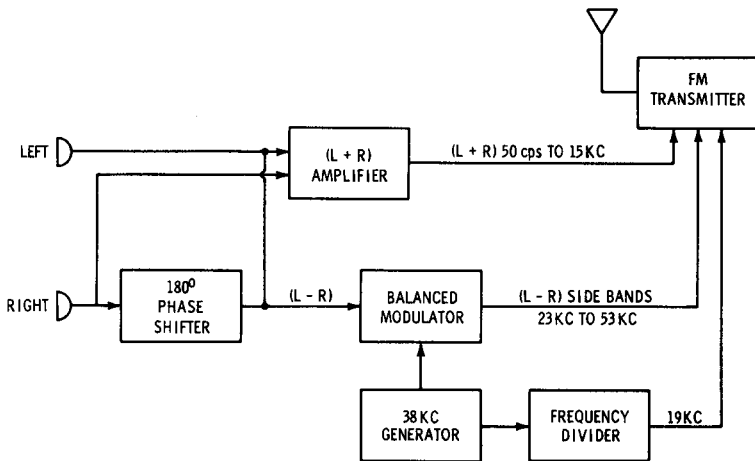 FM
TRANSMITTER
LEFT
(L + R)
AMPLIFIER
(L + R) 50 cps TO 15KC
RIGHT
180⁰
PHASE
SHIFTER
(L - R)
BALANCED
MODULATOR
(L - R) SIDE BANDS
23KC TO 53KC
38KC
GENERATOR
FREQUENCY
DIVIDER
19KC